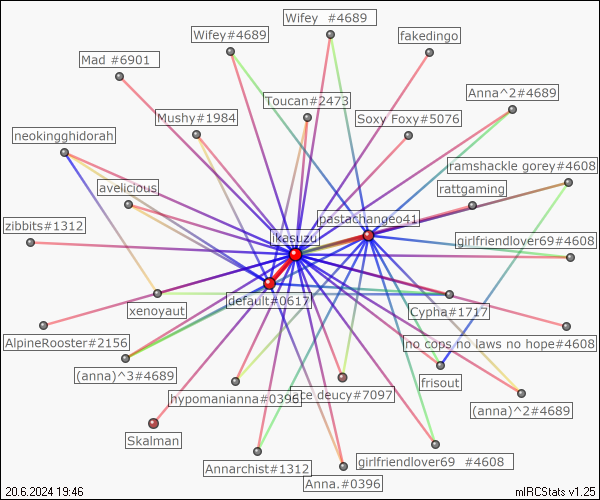 Wifey  #4689
Wifey#4689
fakedingo
Mad #6901
Anna^2#4689
Toucan#2473
Mushy#1984
Soxy Foxy#5076
neokingghidorah
ramshackle gorey#4608
avelicious
rattgaming
pastachangeo41
zibbits#1312
ikasuzu
girlfriendlover69#4608
default#0617
xenoyaut
Cypha#1717
AlpineRooster#2156
no cops no laws no hope#4608
(anna)^3#4689
frisout
hypomanianna#0396
ce deucy#7097
(anna)^2#4689
Skalman
Annarchist#1312
girlfriendlover69  #4608
Anna.#0396
20.6.2024 19:46
mIRCStats v1.25